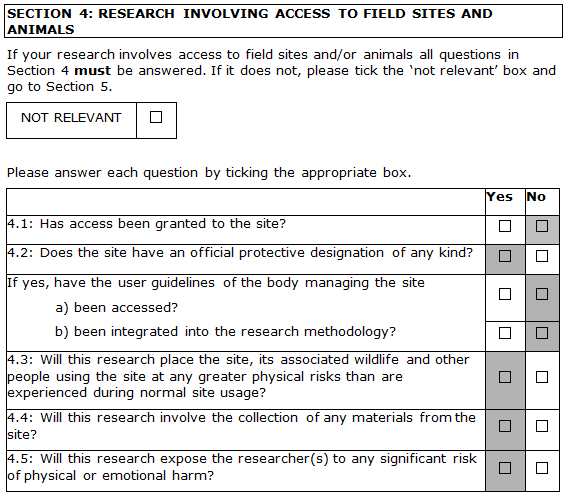 SECTION 4: RESEARCH INVOLVING ACCESS TO FIELD SITES AND
ANIMALS
If your research involves access to field sites and/or animals all questions in
Section 4 must be answered. If it does not, please tick the ‘not relevant’ box and
go to Section 5.
NOT RELEVANT ☐
Please answer each question by ticking the appropriate box.
Yes No
4.1: Has access been granted to the site? ☐ ☐
4.2: Does the site have an official protective designation of any kind? ☐ ☐
If yes, have the user guidelines of the body managing the site
a) been accessed? ☐ ☐
b) been integrated into the research methodology? ☐ ☐
4.3: Will this research place the site, its associated wildlife and other
people using the site at any greater physical risks than are
experienced during normal site usage? ☐ ☐
4.4: Will this research involve the collection of any materials from the
site? ☐ ☐
4.5: Will this research expose the researcher(s) to any significant risk
of physical or emotional harm? ☐ ☐